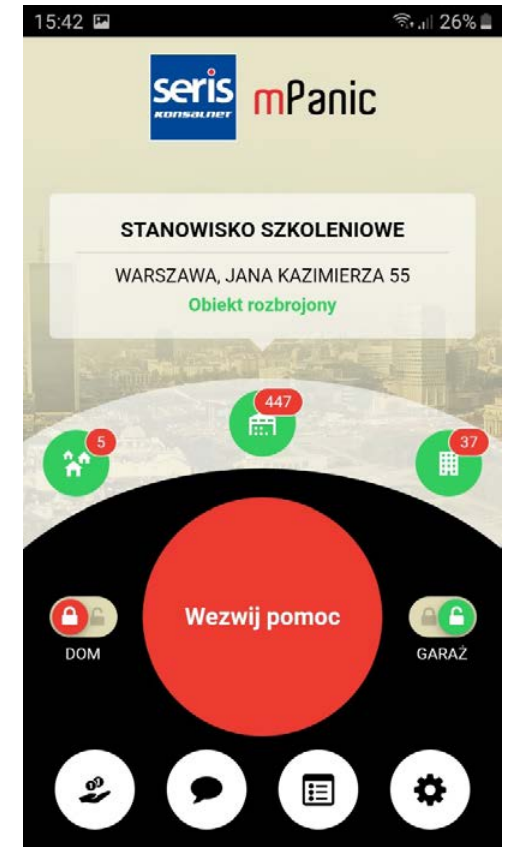 15:42
26%
seris
KONSALNET
mPanic
STANOWISKO SZKOLENIOWE
WARSZAWA, JANA KAZIMIERZA 55
Obiekt rozbrojony
447
5
37
Wezwij pomoc
DOM
GARAŻ